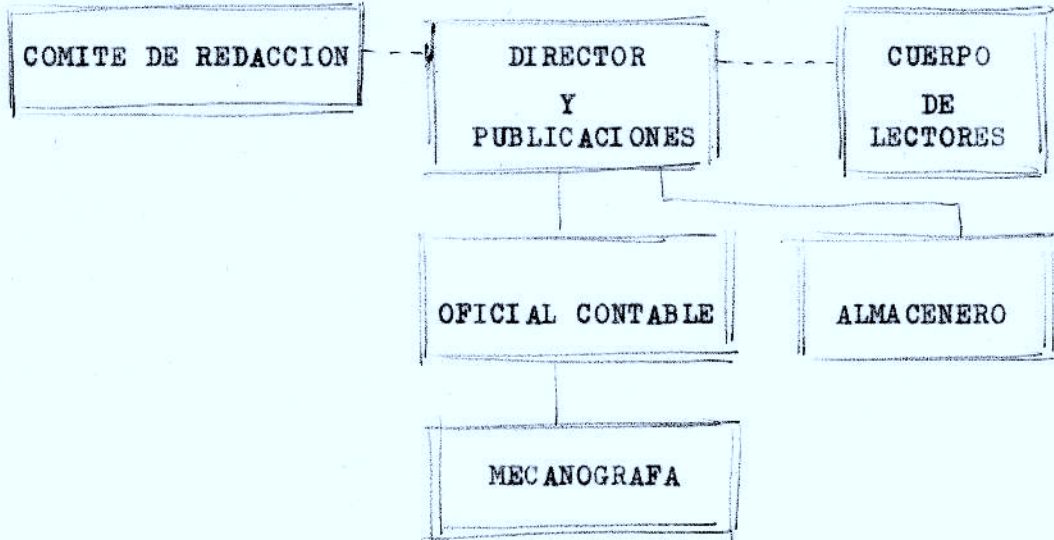 COMITE DE REDACCION
DIRECTOR
Y
PUBLICACIONES
CUERPO
DE
LECTORES
OFICIAL CONTABLE
ALMACENERO
MECANOGRAFA